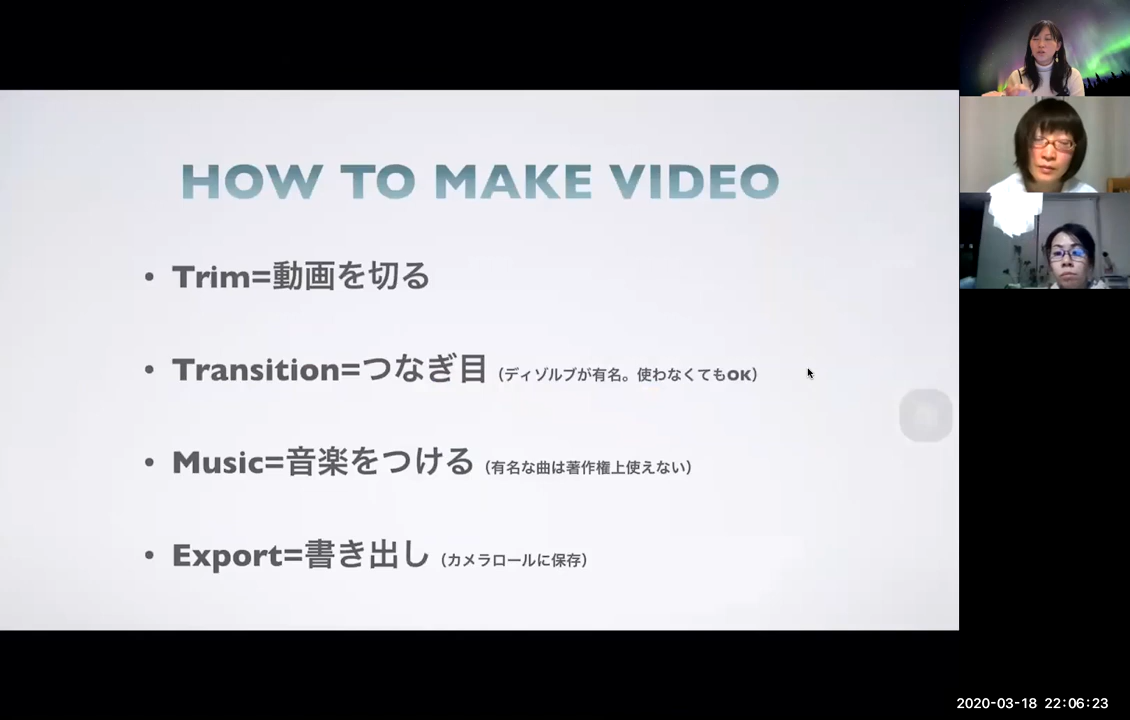 HOW TO MAKE VIDEO
• Trim=動画を切る
• Transition=つなぎ目（ディゾルブが有名。使わなくてもOK）
• Music=音楽をつける（有名な曲は著作権上使えない）
• Export=書き出し（カメラロールに保存）
2020-03-18 22:06:23